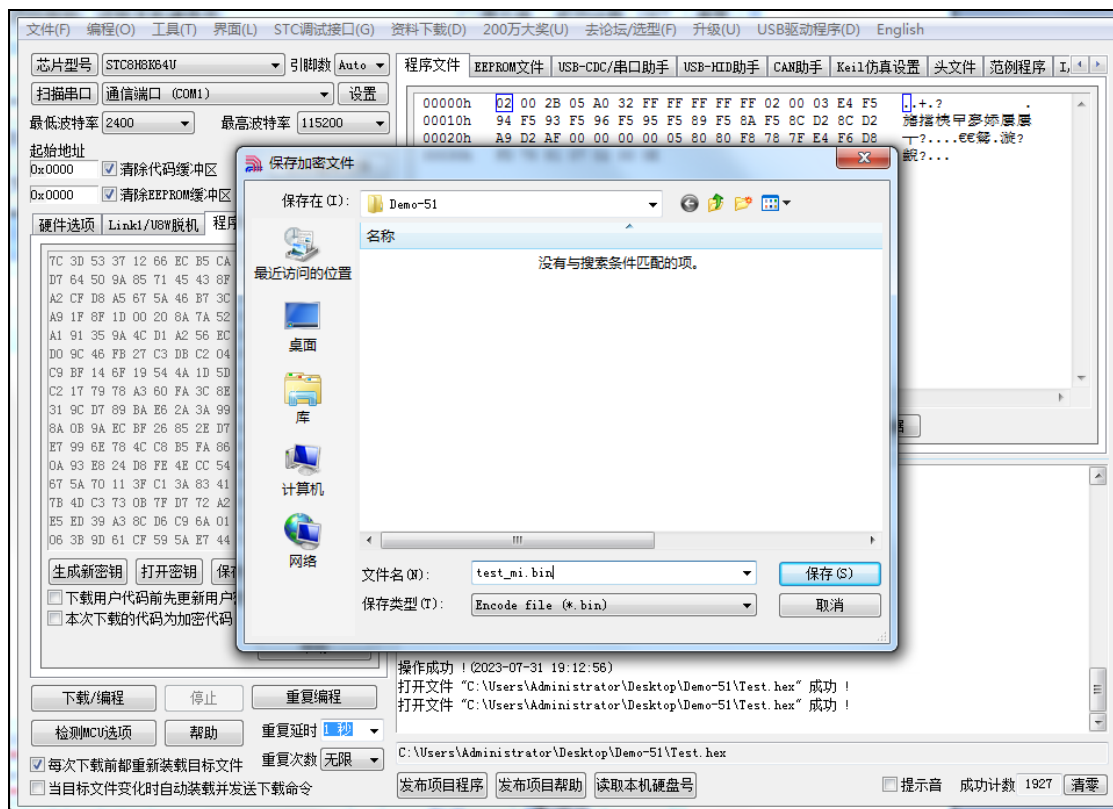 文件(F) 编程(O) 工具(T) 界面(L) STC调试接口(G) 资料下载(D) 200万大奖(U) 去论坛/选型(F) 升级(U) USB驱动程序(D) English
芯片型号 STC8H8K64U 引脚数 Auto
扫描串口 通信端口 (COM1) 设置
最低波特率 2400 最高波特率 115200
起始地址
0x0000 清除代码缓冲区
0x0000 清除EEPROM缓冲区
硬件选项 Link1/U8W脱机 程序
7C 3D 53 37 12 66 EC B5 CA
D7 64 50 9A 85 71 45 43 8F
A2 CF D8 A5 67 5A 46 B7 3C
A9 1F 8F 1D 00 20 8A 7A 52
A1 91 35 9A 4C D1 A2 56 EC
D0 9C 46 FB 27 C3 DB C2 04
C9 BF 14 6F 19 54 4A 1D 5D
C2 17 79 78 A3 60 FA 3C 8E
31 9C D7 89 BA E6 2A 3A 99
8A 0B 9A EC BF 26 85 2E D7
E7 99 6E 78 4C C8 B5 FA 86
0A 93 E8 24 D8 FE 4E CC 54
67 5A 70 11 3F C1 3A 83 41
7B 4D C3 73 0B 7F D7 72 A2
E5 ED 39 A3 8C D6 C9 6A 01
06 3B 9D 61 CF 59 5A E7 44
生成新密钥 打开密钥
下载用户代码前先更新用户
本次下载的代码为加密代码
下载/编程 停止 重复编程
检测MCU选项 帮助 重复延时 1 秒
每次下载前都重新装载目标文件 重复次数 无限
当目标文件变化时自动装载并发送下载命令
程序文件 EEPROM文件 USB-CDC/串口助手 USB-HID助手 CAN助手 Keil仿真设置 头文件 范例程序
00000h 02 00 2B 05 A0 32 FF FF FF FF FF 02 00 03 E4 F5 ..+.? .
00010h 94 F5 93 F5 96 F5 95 F5 89 F5 8A F5 8C D2 8C D2
00020h A9 D2 AF 00 00 00 00 05 80 80 F8 78 7F E4 F6 D8
保存加密文件
保存在(I): Demo-51
名称
没有与搜索条件匹配的项。
最近访问的位置
桌面
库
计算机
网络
文件名(N): test_mi.bin 保存(S)
保存类型(T): Encode file (*.bin) 取消
操作成功 !(2023-07-31 19:12:56)
打开文件 "C:\Users\Administrator\Desktop\Demo-51\Test.hex" 成功 !
打开文件 "C:\Users\Administrator\Desktop\Demo-51\Test.hex" 成功 !
C:\Users\Administrator\Desktop\Demo-51\Test.hex
发布项目程序 发布项目帮助 读取本机硬盘号 提示音 成功计数 1927 清零